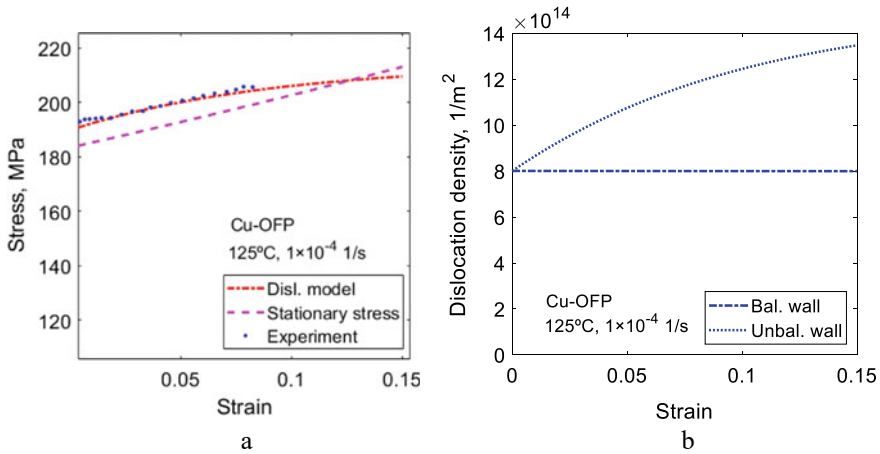 220
200
180
160
140
120
Stress, MPa
Cu-OFP
125ºC, 1×10⁻⁴ 1/s
Disl. model
Stationary stress
Experiment
0.05
0.1
0.15
Strain
a
×10¹⁴
14
12
10
8
6
4
2
0
Dislocation density, 1/m²
Cu-OFP
125ºC, 1×10⁻⁴ 1/s
Bal. wall
Unbal. wall
0
0.05
0.1
0.15
Strain
b